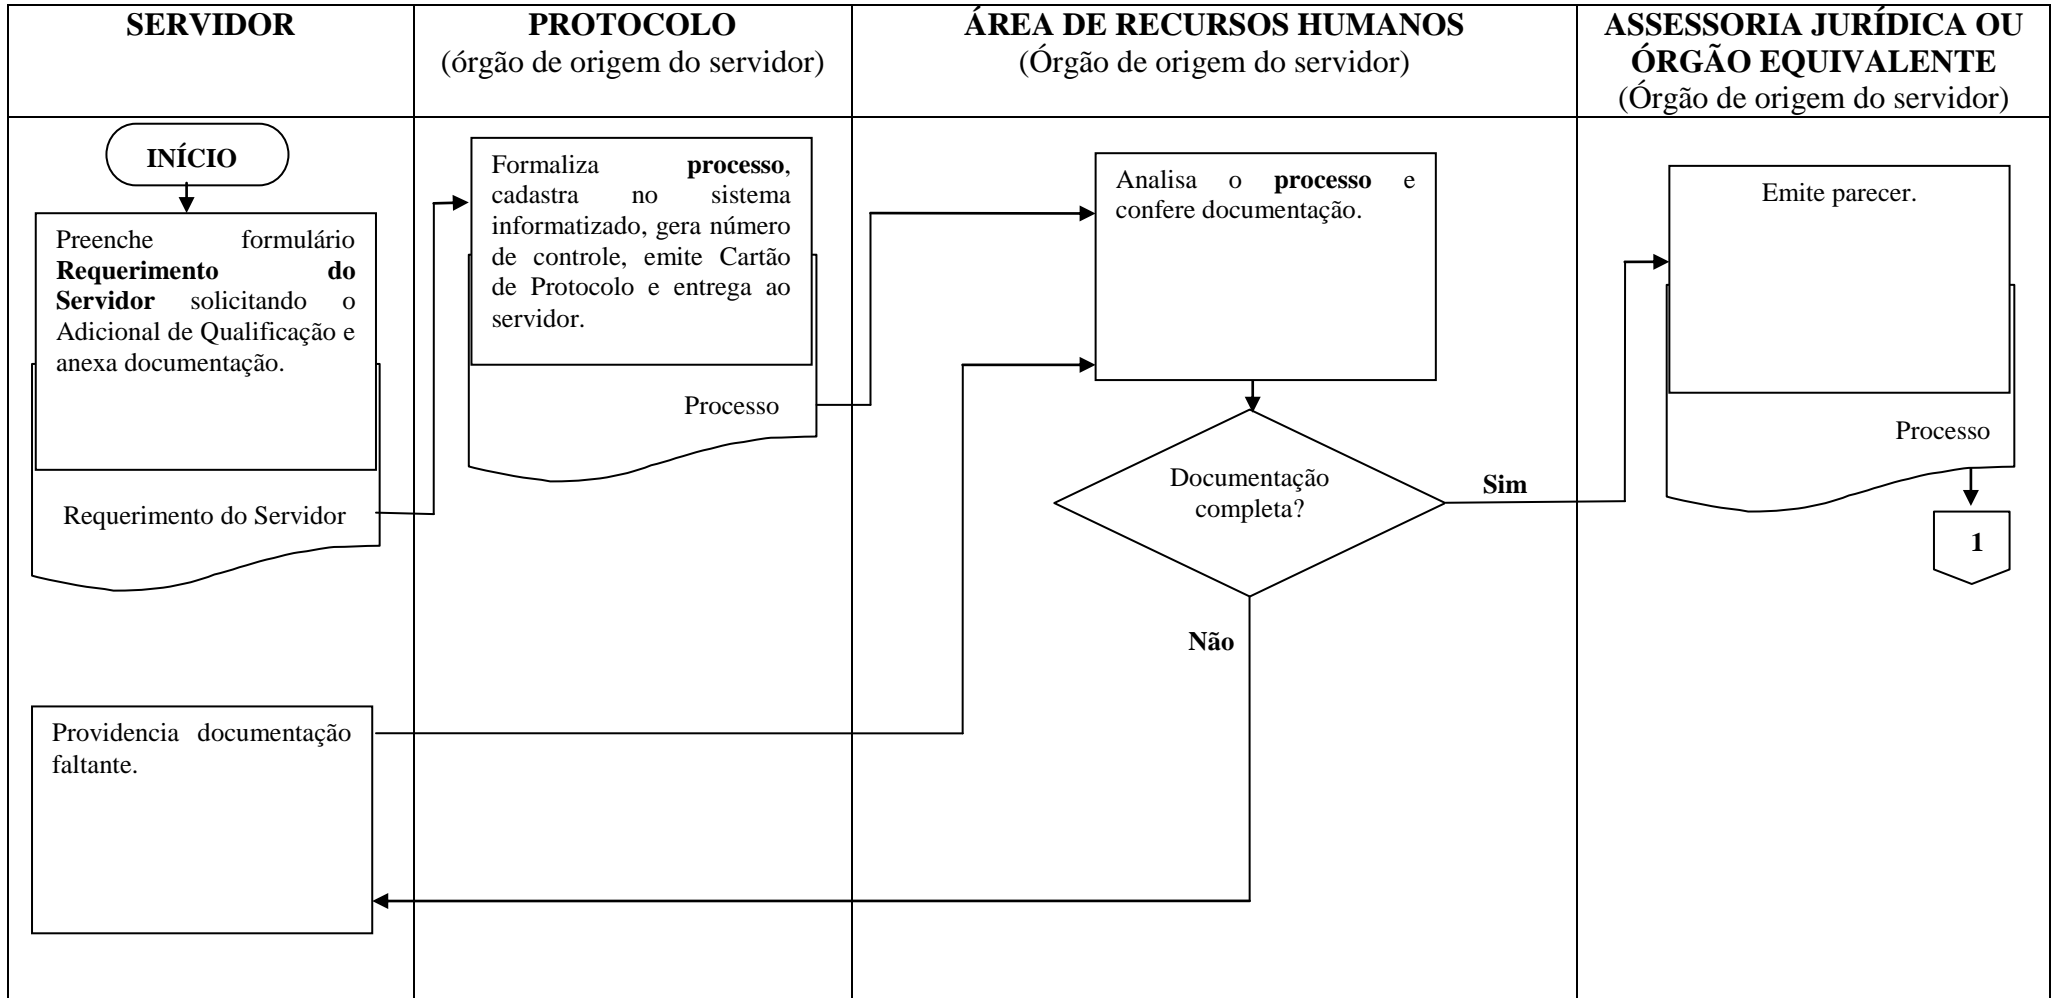 SERVIDOR
PROTOCOLO
(órgão de origem do servidor)
ÁREA DE RECURSOS HUMANOS
(Órgão de origem do servidor)
ASSESSORIA JURÍDICA OU
ÓRGÃO EQUIVALENTE
(Órgão de origem do servidor)
INÍCIO
Preenche formulário
Requerimento do
Servidor solicitando o
Adicional de Qualificação e
anexa documentação.
Requerimento do Servidor
Formaliza processo,
cadastra no sistema
informatizado, gera número
de controle, emite Cartão
de Protocolo e entrega ao
servidor.
Processo
Analisa o processo e
confere documentação.
Documentação
completa?
Sim
Não
Emite parecer.
Processo
1
Providencia documentação
faltante.